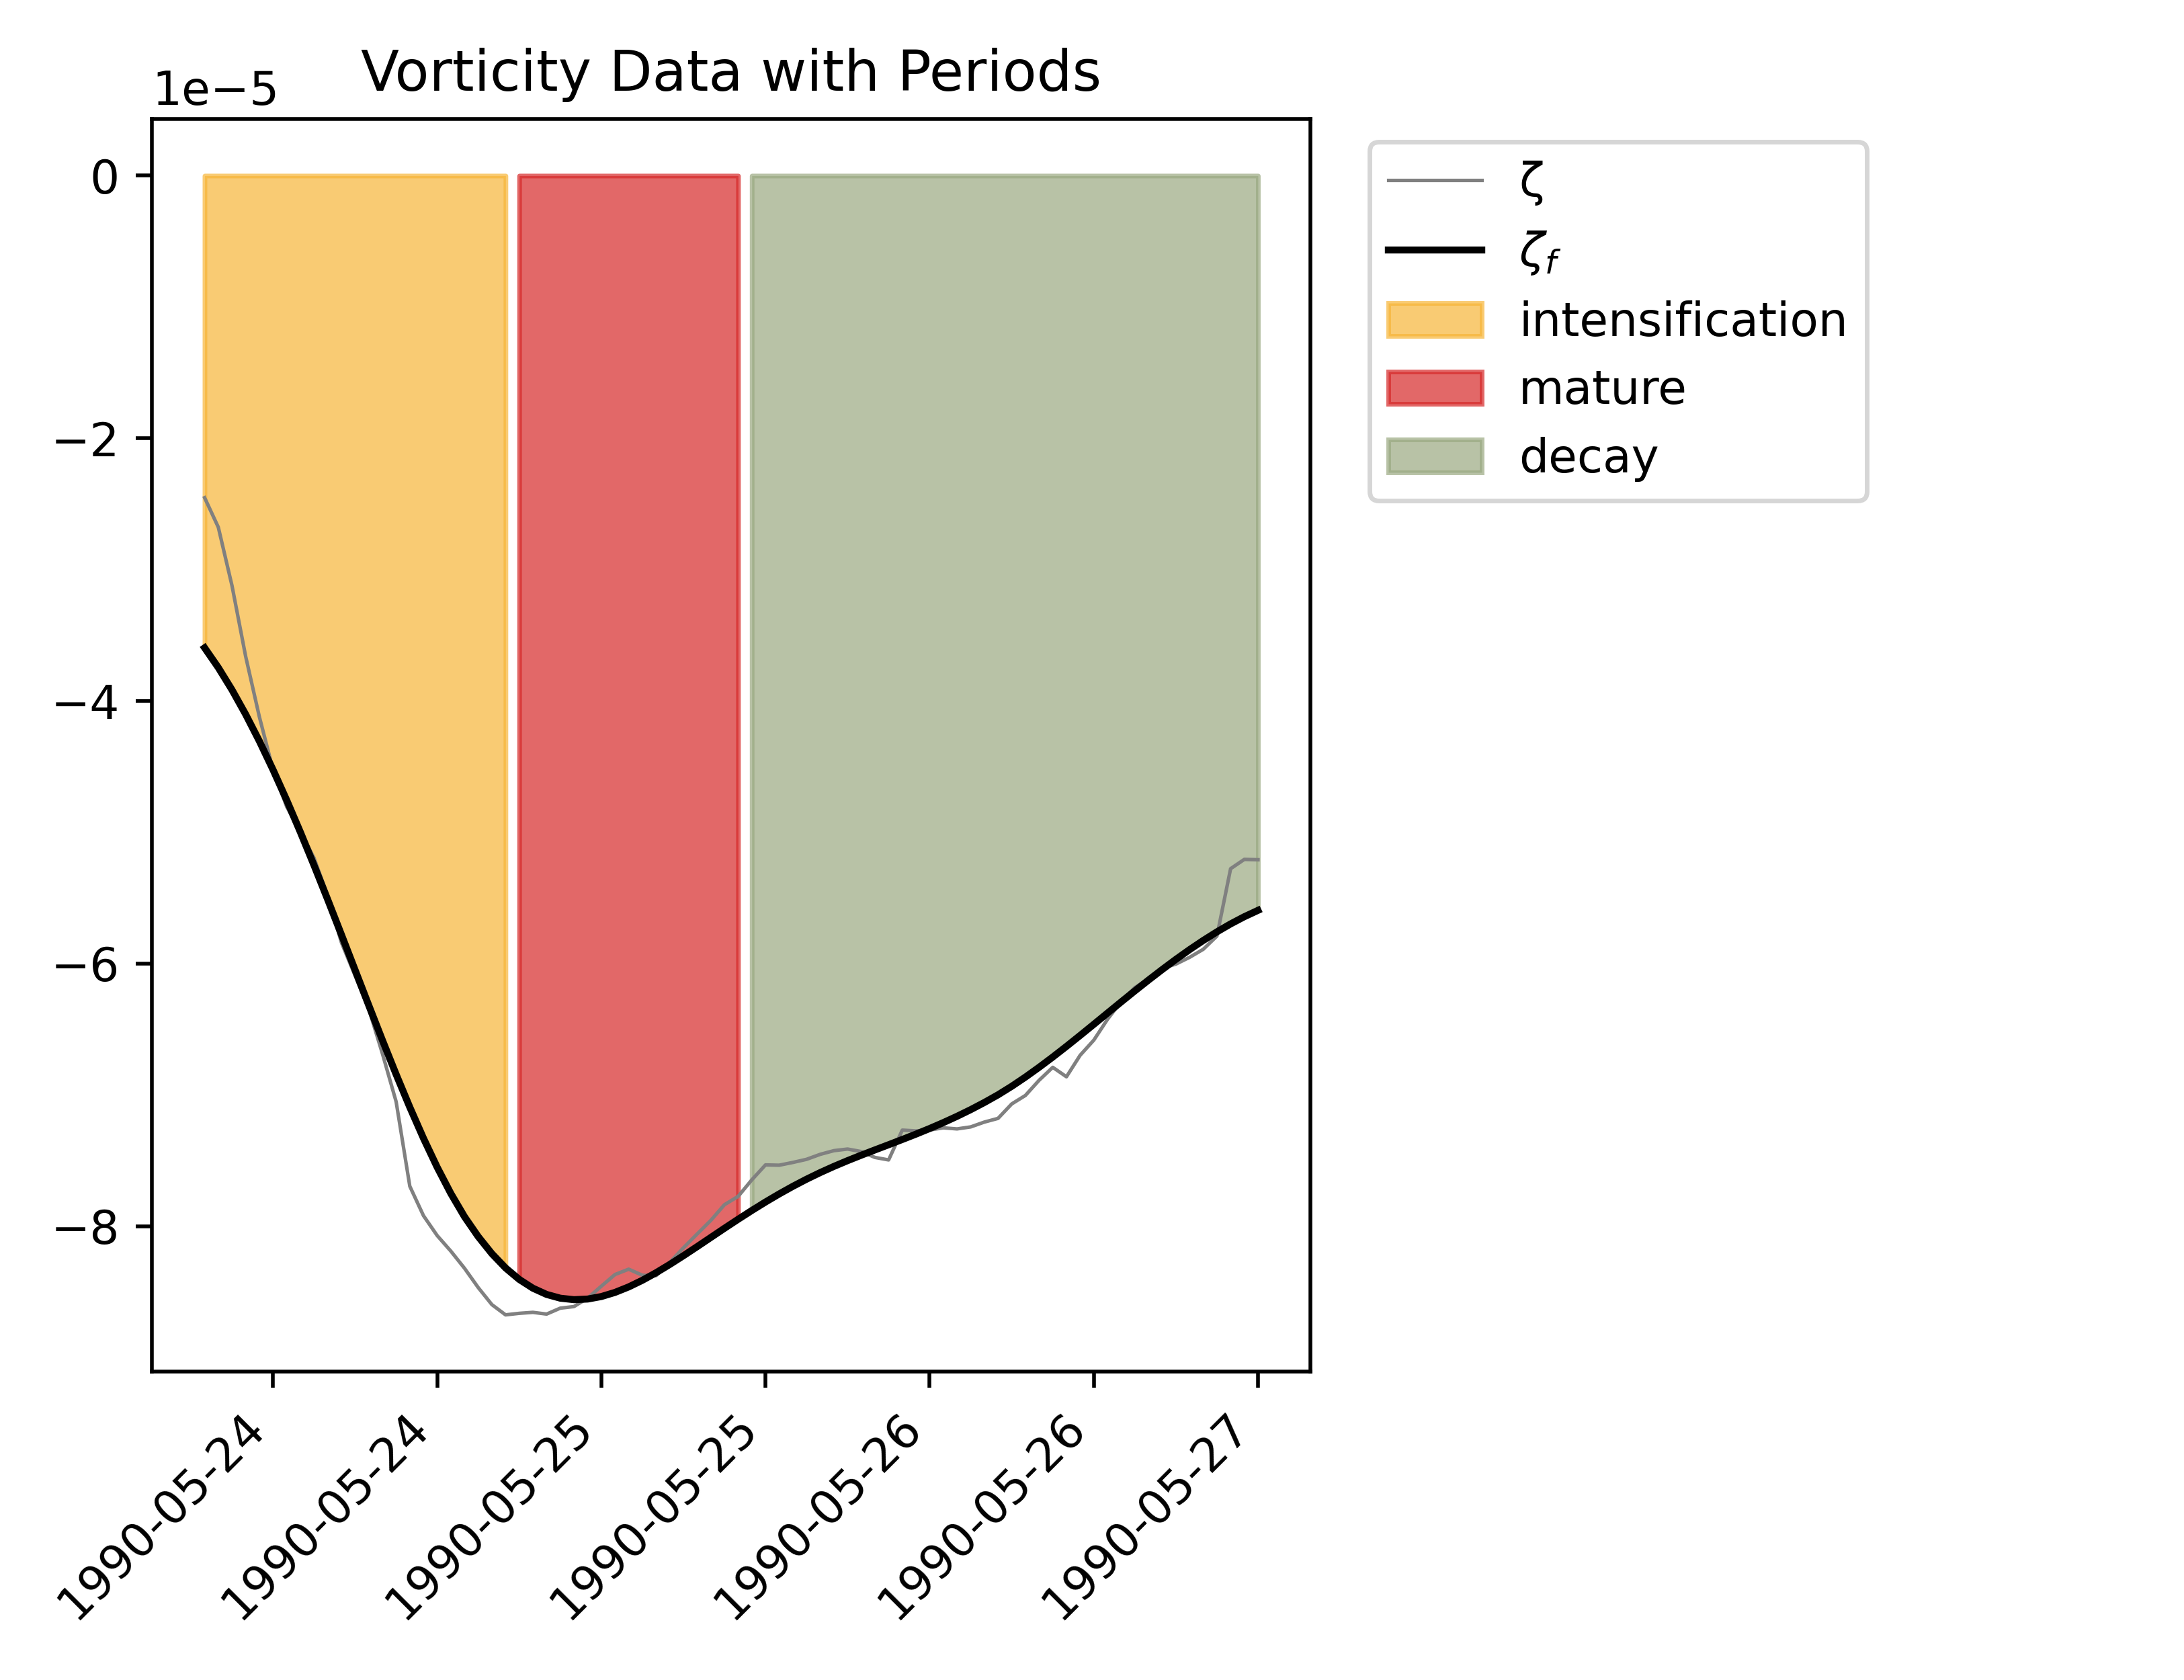 Vorticity Data with Periods
1e−5
0
−2
−4
−6
−8
1990-05-24
1990-05-24
1990-05-25
1990-05-25
1990-05-26
1990-05-26
1990-05-27
ζ
ζf
intensification
mature
decay